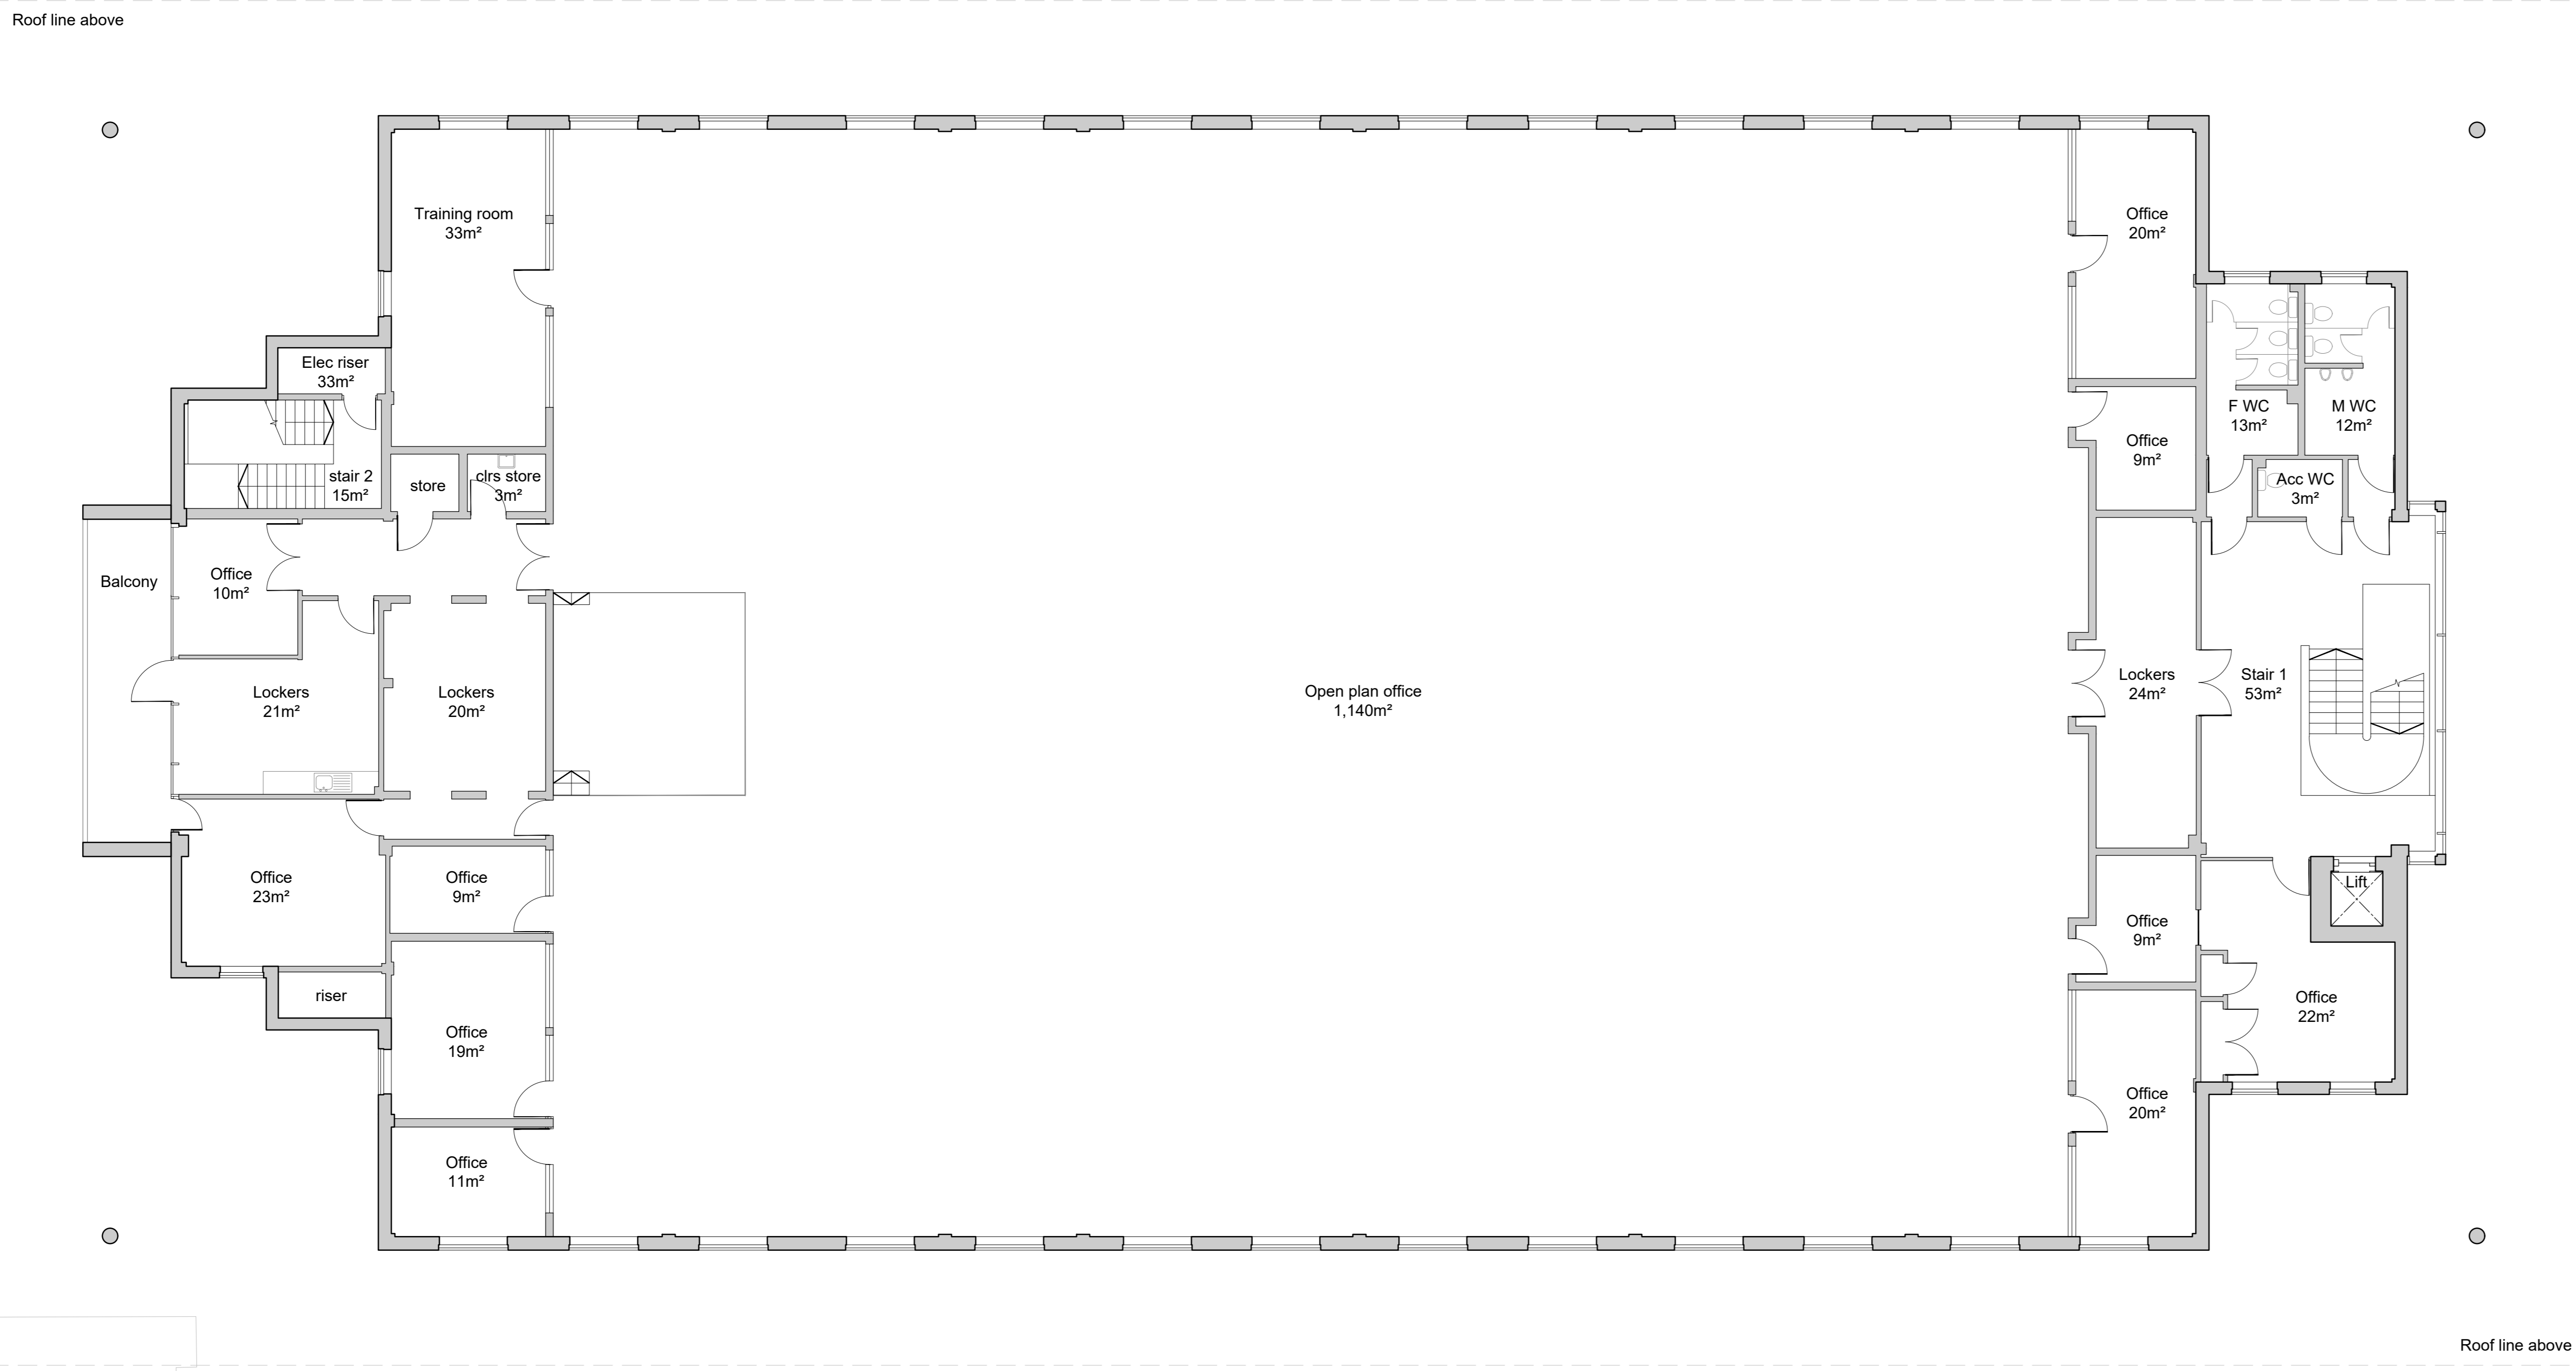 Roof line above
Training room
33m²
Office
20m²
Elec riser
33m²
F WC
13m²
M WC
12m²
Office
9m²
stair 2
15m²
store
clrs store
3m²
Acc WC
3m²
Balcony
Office
10m²
Lockers
21m²
Lockers
20m²
Open plan office
1,140m²
Lockers
24m²
Stair 1
53m²
Office
23m²
Office
9m²
Lift
Office
9m²
riser
Office
22m²
Office
19m²
Office
20m²
Office
11m²
Roof line above